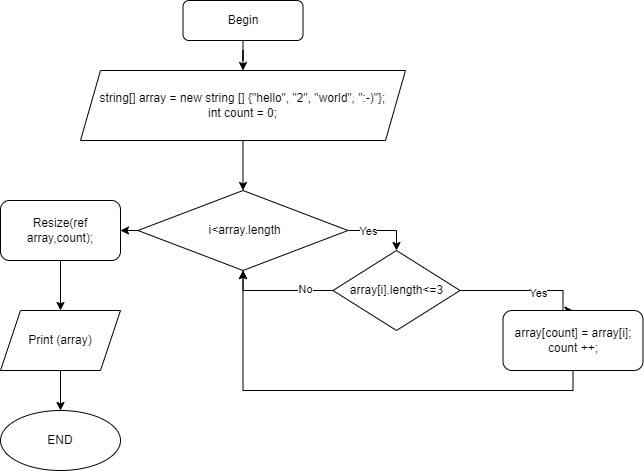 Begin
string[] array = new string [] {"hello", "2", "world", ":-)"};
int count = 0;
i<array.length
Yes
Resize(ref
array,count);
No
array[i].length<=3
Yes
array[count] = array[i];
count ++;
Print (array)
END